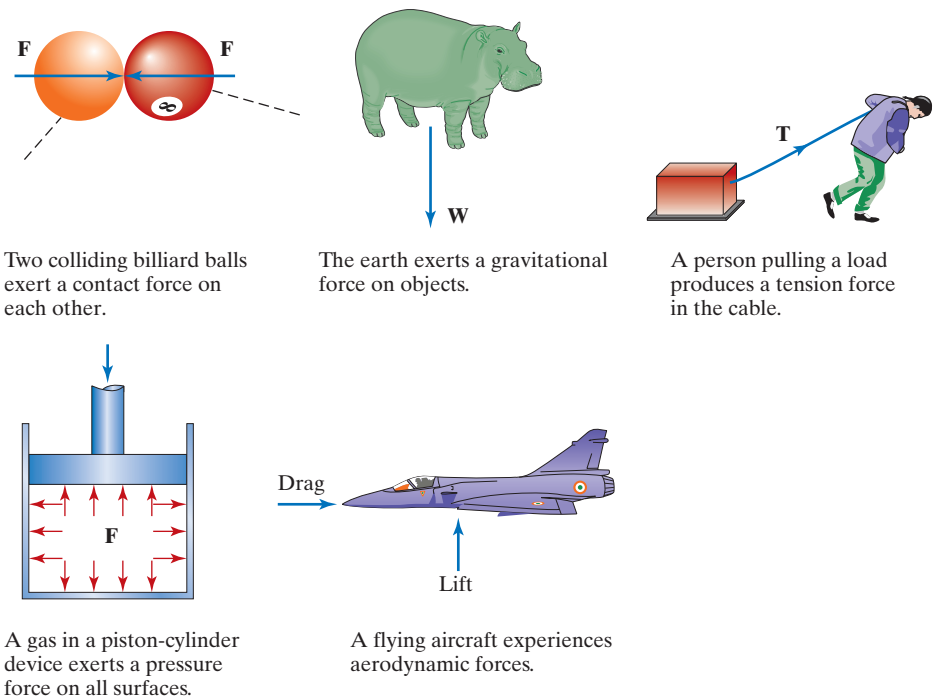 F
F
8
W
T
Two colliding billiard balls
exert a contact force on
each other.
The earth exerts a gravitational
force on objects.
A person pulling a load
produces a tension force
in the cable.
F
Drag
Lift
A gas in a piston-cylinder
device exerts a pressure
force on all surfaces.
A flying aircraft experiences
aerodynamic forces.